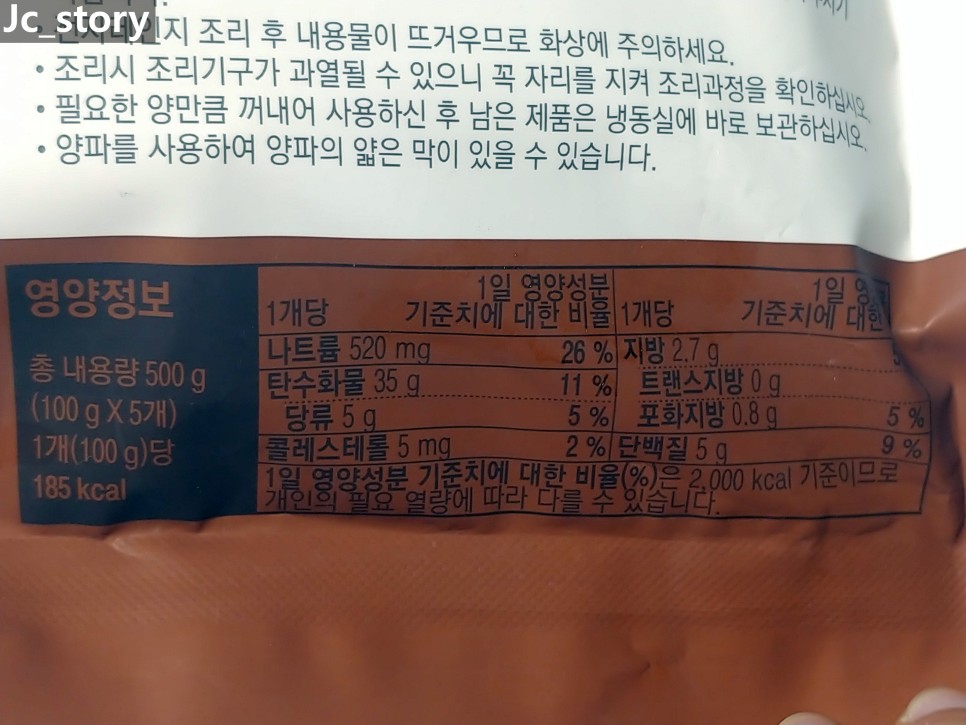 Jc_story
지 조리 후 내용물이 뜨거우므로 화상에 주의하세요.
• 조리시 조리기구가 과열될 수 있으니 꼭 자리를 지켜 조리과정을 확인하십시오.
• 필요한 양만큼 꺼내어 사용하신 후 남은 제품은 냉동실에 바로 보관하십시오.
• 양파를 사용하여 양파의 얇은 막이 있을 수 있습니다.
영양정보
총 내용량 500 g
(100 g X 5개)
1개(100 g)당
185 kcal
1개당 1일 영양성분 기준치에 대한 비율
나트륨 520 mg 26 %
탄수화물 35 g 11 %
당류 5 g 5 %
콜레스테롤 5 mg 2 %
1개당 1일 기준치에 대한
지방 2.7 g
트랜스지방 0 g
포화지방 0.8 g 5 %
단백질 5 g 9 %
1일 영양성분 기준치에 대한 비율(%)은 2,000 kcal 기준이므로
개인의 필요 열량에 따라 다를 수 있습니다.